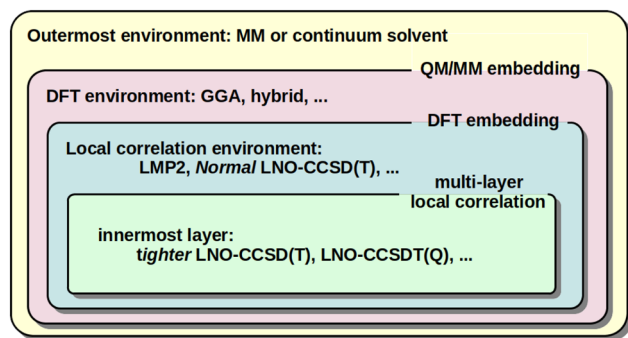 Outermost environment: MM or continuum solvent
QM/MM embedding
DFT environment: GGA, hybrid, ...
DFT embedding
Local correlation environment:
LMP2, Normal LNO-CCSD(T), ...
multi-layer
local correlation
innermost layer:
tighter LNO-CCSD(T), LNO-CCSDT(Q), ...